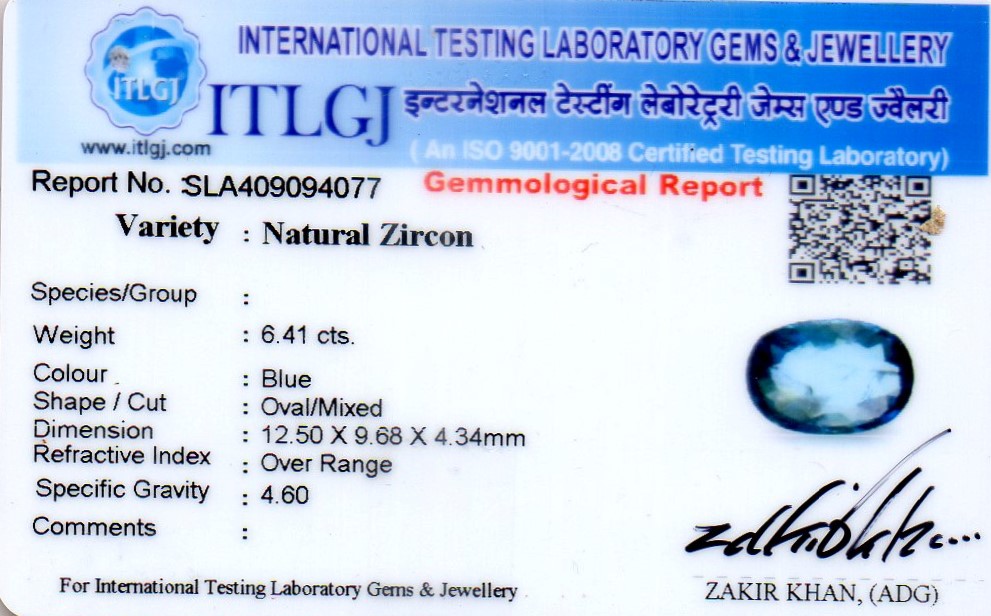 INTERNATIONAL TESTING LABORATORY GEMS & JEWELLERY
ITLGJ
ITLGJ इन्टरनेशनल टेस्टींग लेबोरेट्ररी जेम्स एण्ड ज्वैलरी
www.itlgj.com
( An ISO 9001-2008 Certified Testing Laboratory)
Report No. :SLA409094077
Gemmological Report
Variety : Natural Zircon
Species/Group :
Weight : 6.41 cts.
Colour : Blue
Shape / Cut : Oval/Mixed
Dimension : 12.50 X 9.68 X 4.34mm
Refractive Index : Over Range
Specific Gravity : 4.60
Comments :
For International Testing Laboratory Gems & Jewellery
ZAKIR KHAN, (ADG)